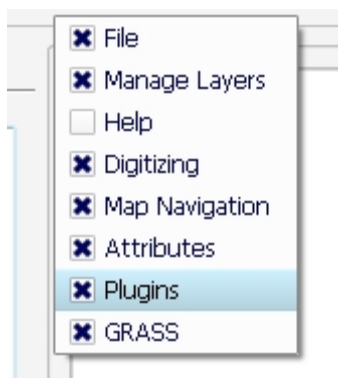 File
Manage Layers
Help
Digitizing
Map Navigation
Attributes
Plugins
GRASS